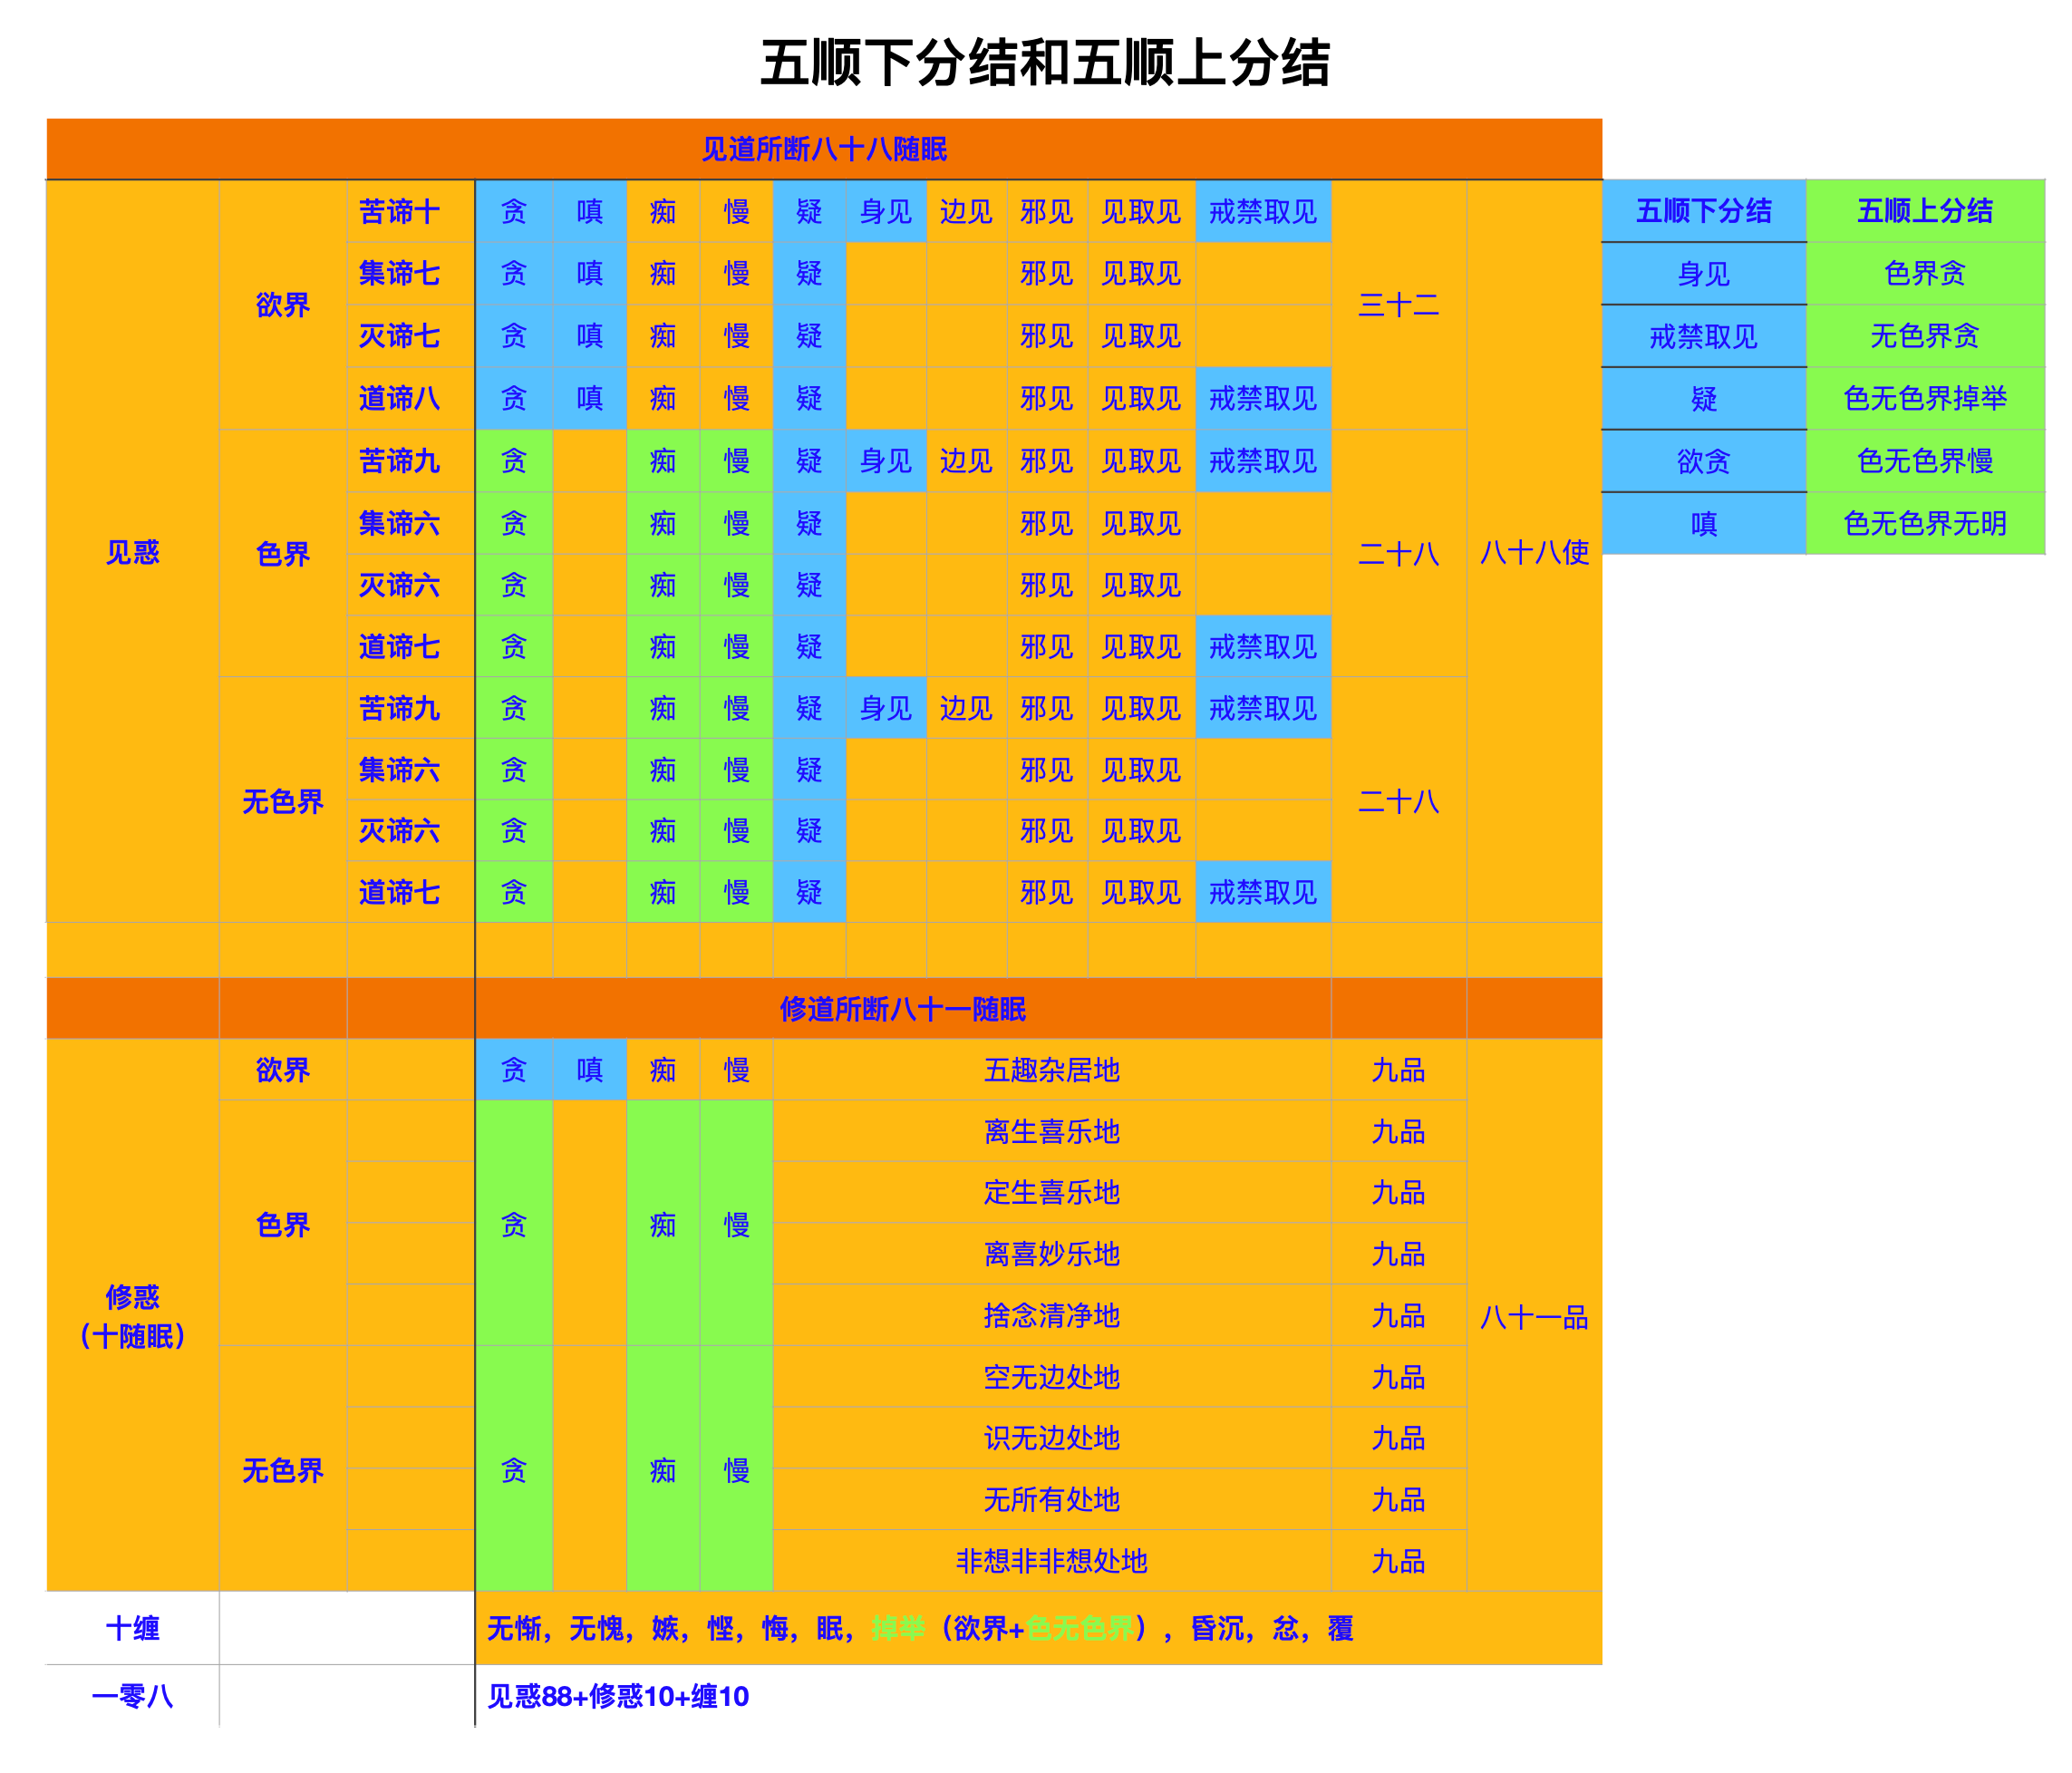 五顺下分结和五顺上分结
见道所断八十八随眠
见惑 欲界 苦谛十 贪 嗔 痴 慢 疑 身见 边见 邪见 见取见 戒禁取见 三十二 八十八使 五顺下分结 五顺上分结
集谛七 贪 嗔 痴 慢 疑 邪见 见取见 身见 色界贪
灭谛七 贪 嗔 痴 慢 疑 邪见 见取见 戒禁取见 无色界贪
道谛八 贪 嗔 痴 慢 疑 邪见 见取见 戒禁取见 疑 色无色界掉举
色界 苦谛九 贪 痴 慢 疑 身见 边见 邪见 见取见 戒禁取见 二十八 欲贪 色无色界慢
集谛六 贪 痴 慢 疑 邪见 见取见 嗔 色无色界无明
灭谛六 贪 痴 慢 疑 邪见 见取见
道谛七 贪 痴 慢 疑 邪见 见取见 戒禁取见
无色界 苦谛九 贪 痴 慢 疑 身见 边见 邪见 见取见 戒禁取见 二十八
集谛六 贪 痴 慢 疑 邪见 见取见
灭谛六 贪 痴 慢 疑 邪见 见取见
道谛七 贪 痴 慢 疑 邪见 见取见 戒禁取见
修道所断八十一随眠
修惑 欲界 贪 嗔 痴 慢 五趣杂居地 九品 八十一品
（十随眠） 色界 贪 痴 慢 离生喜乐地 九品
定生喜乐地 九品
离喜妙乐地 九品
捨念清净地 九品
无色界 贪 痴 慢 空无边处地 九品
识无边处地 九品
无所有处地 九品
非想非非想处地 九品
十缠 无惭，无愧，嫉，悭，悔，眠，掉举（欲界+色无色界），昏沉，忿，覆
一零八 见惑88+修惑10+缠10